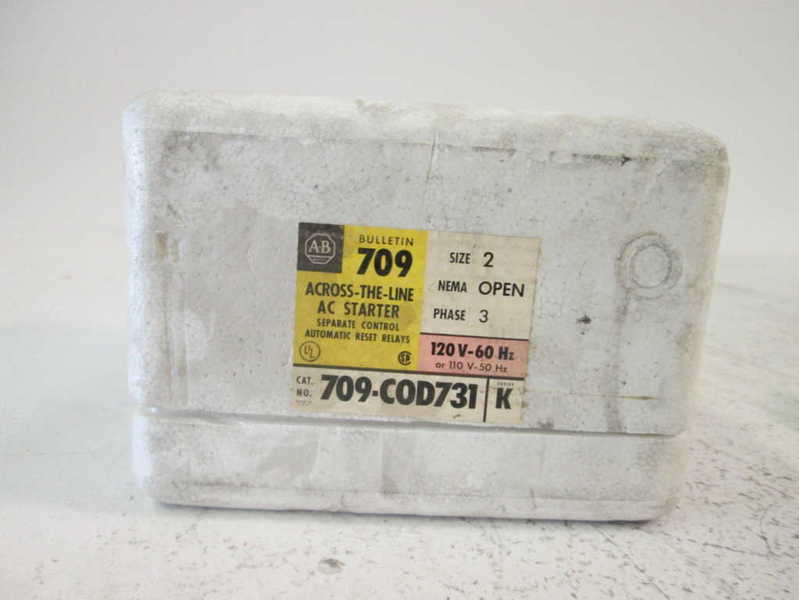 A-B
BULLETIN
709
ACROSS-THE-LINE
AC STARTER
SEPARATE CONTROL
AUTOMATIC RESET RELAYS
UL
SIZE 2
NEMA OPEN
PHASE 3
120 V-60 Hz
or 110 V-50 Hz
CAT.
NO. 709-COD731
SERIES
K